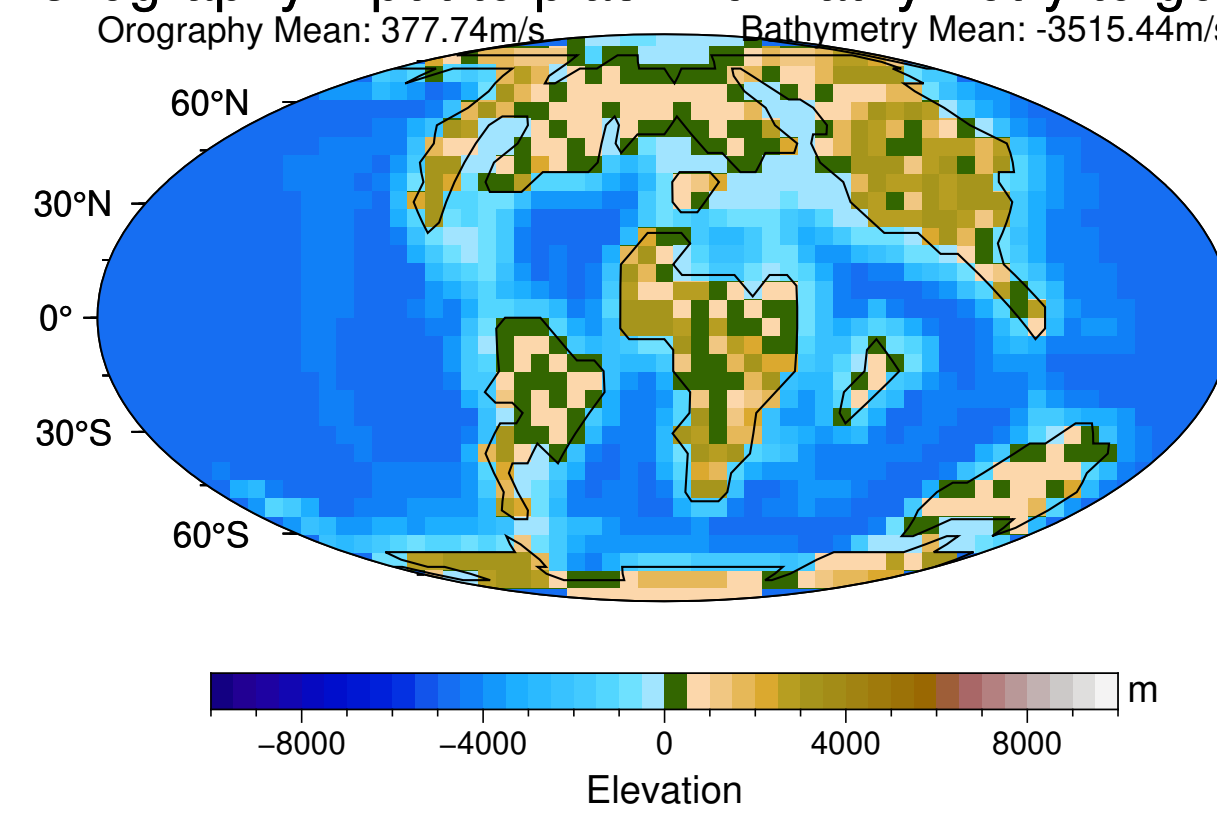 Orography Mean: 377.74m/s Bathymetry Mean: -3515.44m/s
60°N
30°N
0°
30°S
60°S
m
−8000 −4000 0 4000 8000
Elevation